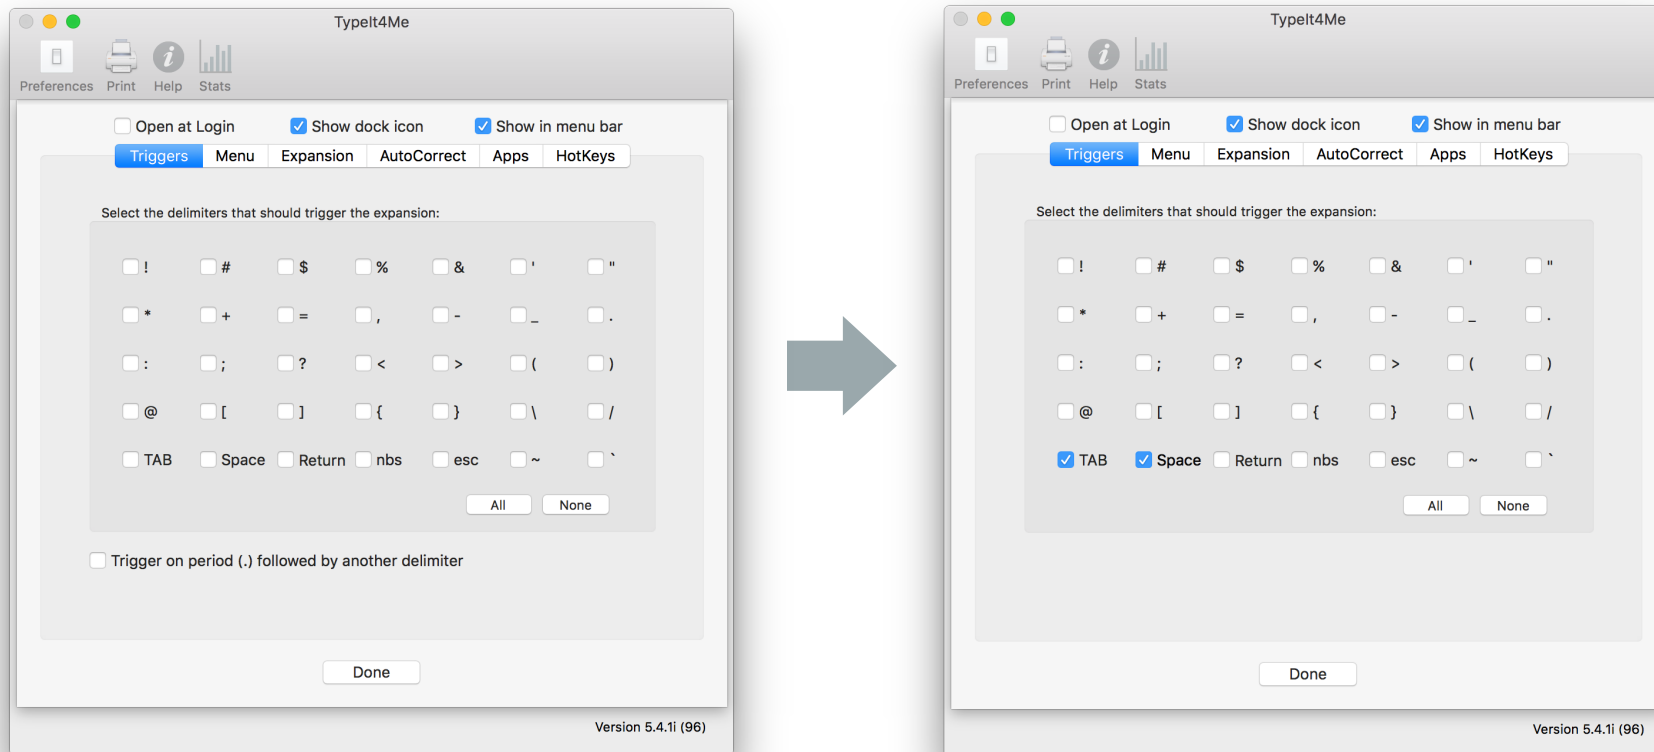 TypeIt4Me
Preferences Print Help Stats
Open at Login Show dock icon Show in menu bar
Triggers Menu Expansion AutoCorrect Apps HotKeys
Select the delimiters that should trigger the expansion:
! # $ % & ' "
* + = , - _ .
: ; ? < > ( )
@ [ ] { } \ /
TAB Space Return nbs esc ~ `
All None
Trigger on period (.) followed by another delimiter
Done
Version 5.4.1i (96)
TypeIt4Me
Preferences Print Help Stats
Open at Login Show dock icon Show in menu bar
Triggers Menu Expansion AutoCorrect Apps HotKeys
Select the delimiters that should trigger the expansion:
! # $ % & ' "
* + = , - _ .
: ; ? < > ( )
@ [ ] { } \ /
TAB Space Return nbs esc ~ `
All None
Done
Version 5.4.1i (96)